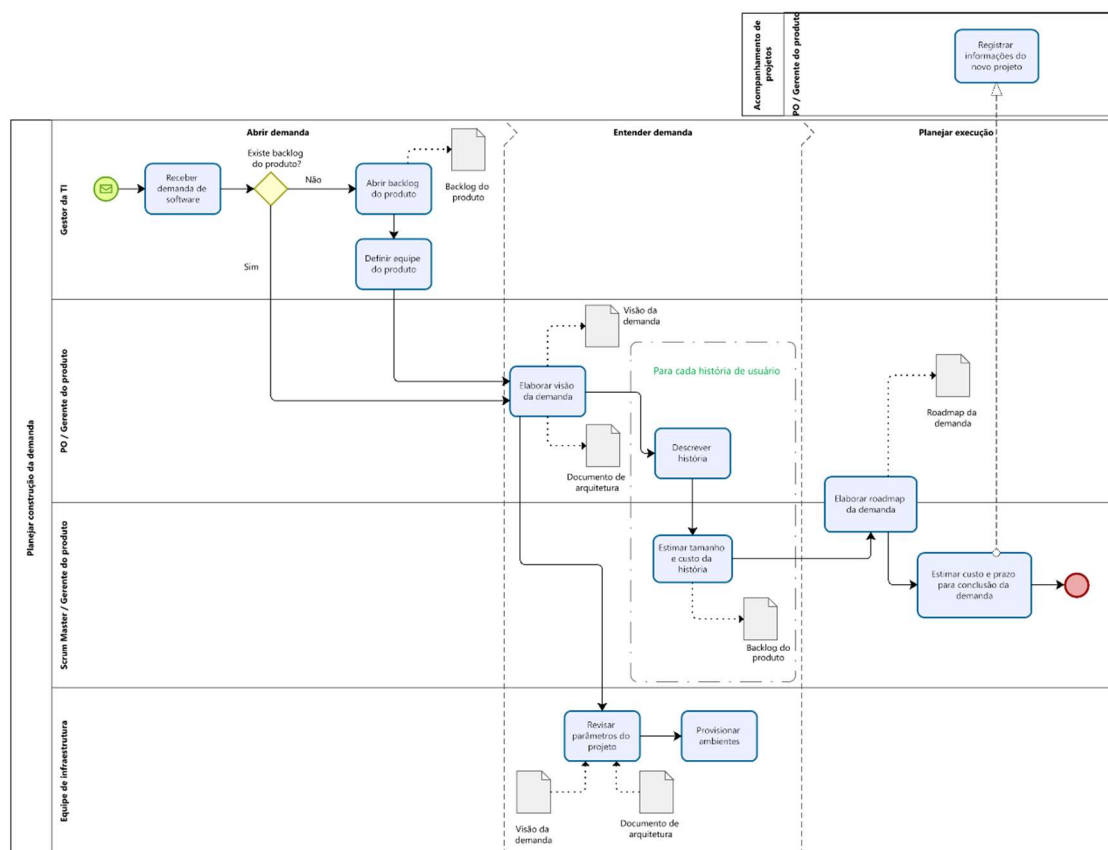 Acompanhamento de
projetos
PO / Gerente do produto
Registrar
informações do
novo projeto
Planejar construção da demanda
Abrir demanda
Entender demanda
Planejar execução
Gestor da TI
Receber
demanda de
software
Existe backlog
do produto?
Não
Sim
Abrir backlog
do produto
Backlog do
produto
Definir equipe
do produto
PO / Gerente do produto
Elaborar visão
da demanda
Visão da
demanda
Documento de
arquitetura
Para cada história de usuário
Descrever
história
Roadmap da
demanda
Elaborar roadmap
da demanda
Scrum Master / Gerente do produto
Estimar tamanho
e custo da
história
Backlog do
produto
Estimar custo e prazo
para conclusão da
demanda
Equipe de infraestrutura
Revisar
parâmetros do
projeto
Provisionar
ambientes
Visão da
demanda
Documento de
arquitetura